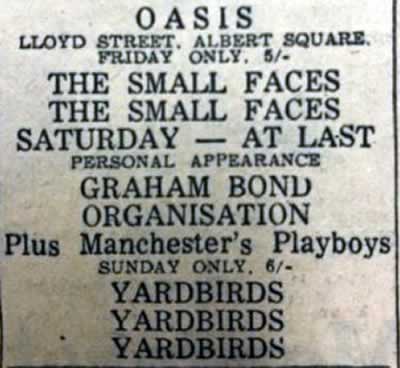 OASIS
LLOYD STREET, ALBERT SQUARE.
FRIDAY ONLY, 5/-
THE SMALL FACES
THE SMALL FACES
SATURDAY — AT LAST
PERSONAL APPEARANCE
GRAHAM BOND
ORGANISATION
Plus Manchester's Playboys
SUNDAY ONLY, 6/-
YARDBIRDS
YARDBIRDS
YARDBIRDS